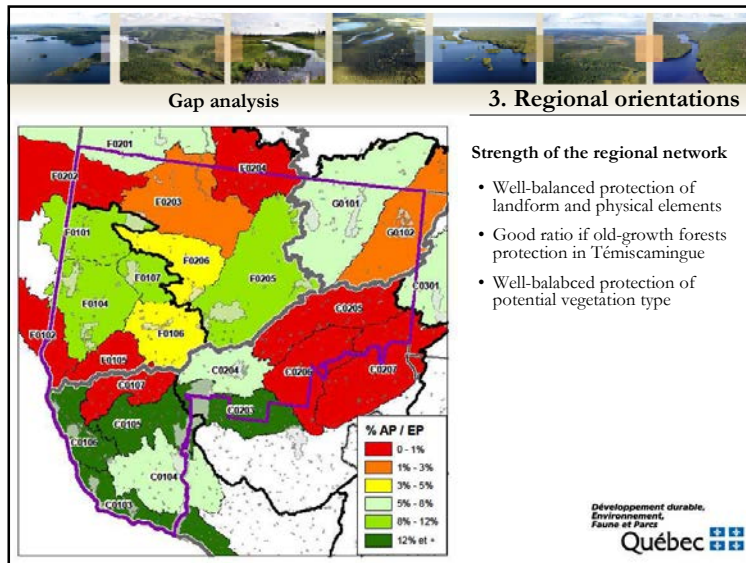 Gap analysis
3. Regional orientations
Strength of the regional network
• Well-balanced protection of
landform and physical elements
• Good ratio if old-growth forests
protection in Témiscamingue
• Well-balabced protection of
potential vegetation type
F0201
F0202
F0204
F0203
G0101
G0102
F0101
F0206
F0107
F0205
C0301
F0104
F0106
C0205
F0102
F0105
C0204
C0206
C0207
C0107
C0203
C0105
C0106
C0104
C0103
% AP / EP
0 - 1%
1% - 3%
3% - 5%
5% - 8%
8% - 12%
12% et +
Développement durable,
Environnement,
Faune et Parcs
Québec